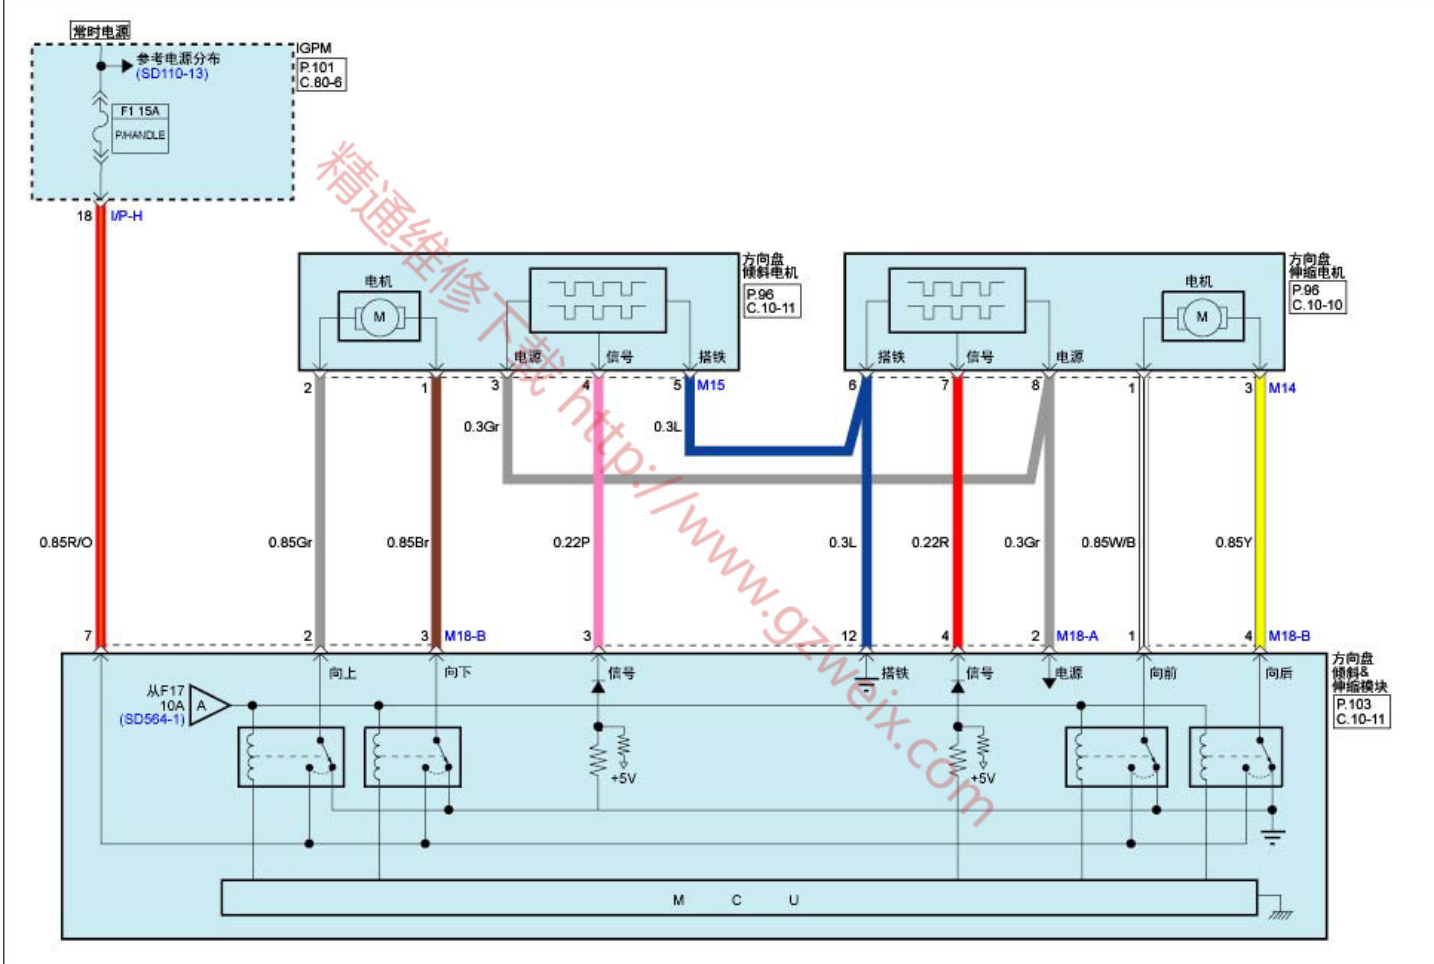 常时电源
参考电源分布
(SD110-13)
IGPM
P.101
C.80-6
F1 15A
P/HANDLE
18 I/P-H
方向盘
倾斜电机
P.96
C.10-11
方向盘
伸缩电机
P.96
C.10-10
电机
M
电机
M
电源 信号 搭铁
搭铁 信号 电源
2 1 3 4 5 M15
6 7 8 1 3 M14
0.3Gr 0.3L
0.85R/O 0.85Gr 0.85Br 0.22P 0.3L 0.22R 0.3Gr 0.85W/B 0.85Y
7 2 3 M18-B 3 12 4 2 M18-A 1 4 M18-B
向上 向下 信号 搭铁 信号 电源 向前 向后
方向盘
倾斜&
伸缩模块
P.103
C.10-11
从F17
10A
(SD564-1)
A
+5V +5V
M C U
精通维修下载 http://www.gzweix.com